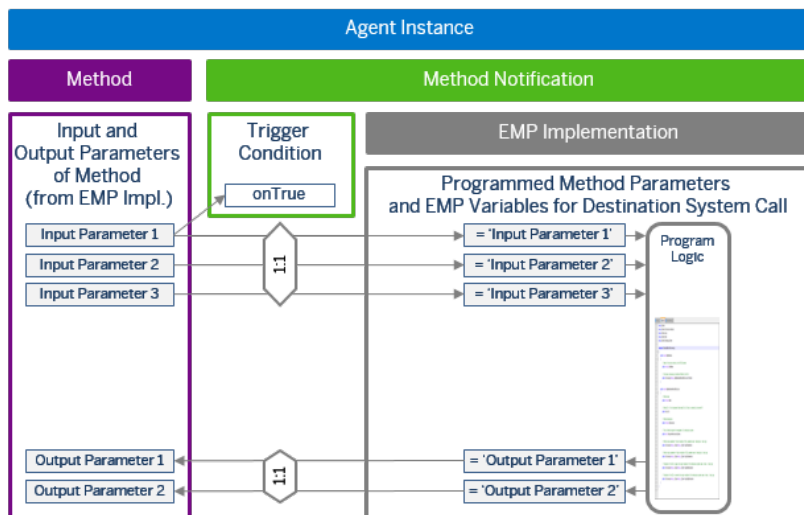 Agent Instance
Method
Method Notification
Input and
Output Parameters
of Method
(from EMP Impl.)
Trigger
Condition
onTrue
EMP Implementation
Programmed Method Parameters
and EMP Variables for Destination System Call
Input Parameter 1
Input Parameter 2
Input Parameter 3
1:1
= 'Input Parameter 1'
= 'Input Parameter 2'
= 'Input Parameter 3'
Program
Logic
Output Parameter 1
Output Parameter 2
1:1
= 'Output Parameter 1'
= 'Output Parameter 2'